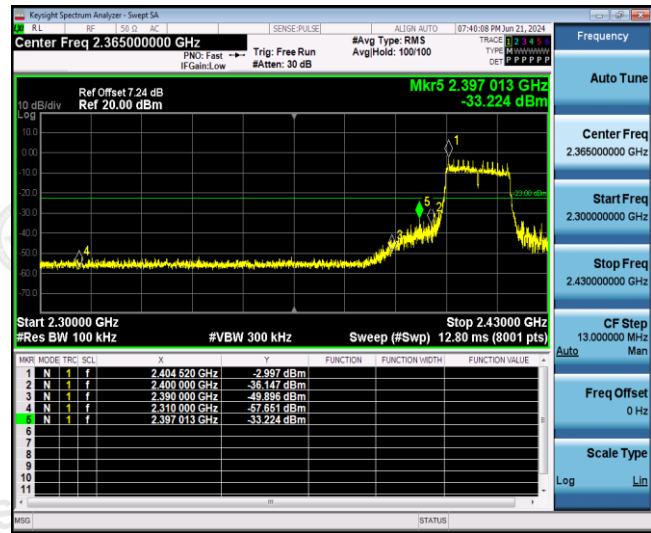 Keysight Spectrum Analyzer - Swept SA
RL RF 50 Ω AC SENSE:PULSE ALIGN AUTO 07:40:08 PM Jun 21, 2024
Center Freq 2.365000000 GHz #Avg Type: RMS TRACE 1 2 3 4 5 6
PNO: Fast Trig: Free Run Avg|Hold: 100/100 TYPE M
IFGain:Low #Atten: 30 dB DET P P P P P P
Ref Offset 7.24 dB Mkr5 2.397 013 GHz
10 dB/div Ref 20.00 dBm -33.224 dBm
Log
10.0
0.00
-10.0
-20.0
-23.00 dBm
-30.0
-40.0
-50.0
-60.0
-70.0
1
5
2
3
4
Start 2.30000 GHz Stop 2.43000 GHz
#Res BW 100 kHz #VBW 300 kHz Sweep (#Swp) 12.80 ms (8001 pts)
MKR MODE TRC SCL X Y FUNCTION FUNCTION WIDTH FUNCTION VALUE
1 N 1 f 2.404 520 GHz -2.997 dBm
2 N 1 f 2.400 000 GHz -36.147 dBm
3 N 1 f 2.390 000 GHz -49.896 dBm
4 N 1 f 2.310 000 GHz -57.651 dBm
5 N 1 f 2.397 013 GHz -33.224 dBm
6
7
8
9
10
11
MSG STATUS
Frequency
Auto Tune
Center Freq
2.365000000 GHz
Start Freq
2.300000000 GHz
Stop Freq
2.430000000 GHz
CF Step
13.000000 MHz
Auto Man
Freq Offset
0 Hz
Scale Type
Log Lin